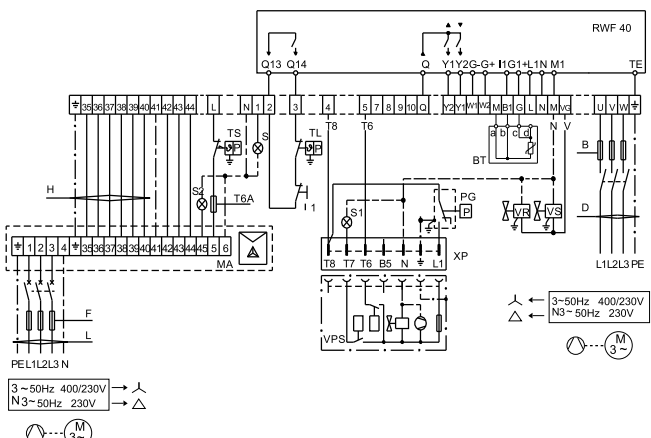 RWF 40
Q13 Q14 Q Y1 Y2 G- G+ I1 G1+ L1 N M1 TE
35 36 37 38 39 40 41 42 43 44 L N 1 2 3 4 5 6 7 8 9 10 Q Y2 Y1 W1 W2 M B1 G L N M VG U V W
T8 T6 N V
TS S TL
P P
a b c d
BT
B
H
S2
T6A
1
S1
PG
P
VR VS
D
1 2 3 4 35 36 37 38 39 40 41 42 43 44 45 5 6
MA
T8 T7 T6 B5 N L1
XP
L1 L2 L3 PE
F
L
VPS
PE L1 L2 L3 N
3~50Hz 400/230V
N3~50Hz 230V
M
3~
3~50Hz 400/230V
N3~50Hz 230V
M
3~